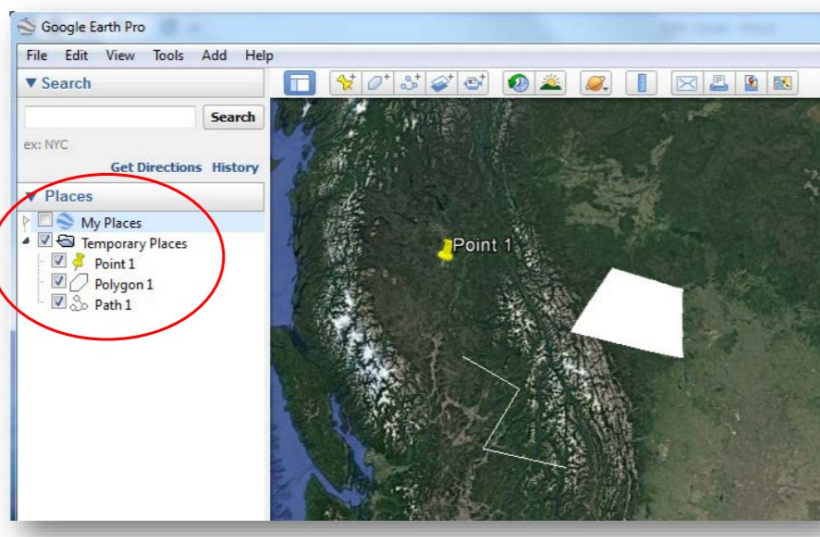 Google Earth Pro
File Edit View Tools Add Help
Search
Search
ex: NYC
Get Directions History
Places
My Places
Temporary Places
Point 1
Polygon 1
Path 1
Point 1